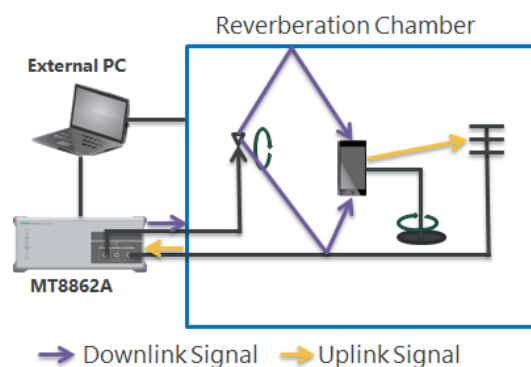 Reverberation Chamber
External PC
MT8862A
Downlink Signal
Uplink Signal